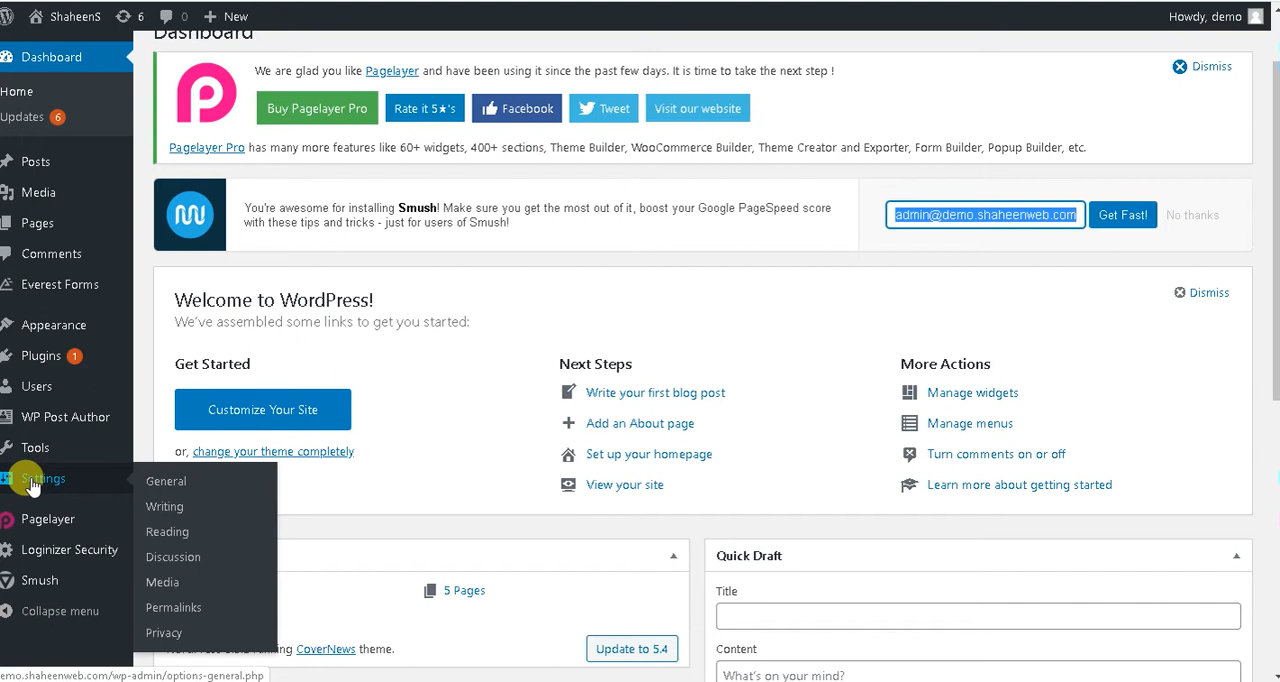 ShaheenS
6
0
New
Howdy, demo
Dashboard
Home
Updates 6
Posts
Media
Pages
Comments
Everest Forms
Appearance
Plugins 1
Users
WP Post Author
Tools
Settings
Pagelayer
Loginizer Security
Smush
Collapse menu
General
Writing
Reading
Discussion
Media
Permalinks
Privacy
Dashboard
We are glad you like Pagelayer and have been using it since the past few days. It is time to take the next step !
Dismiss
Buy Pagelayer Pro
Rate it 5★'s
Facebook
Tweet
Visit our website
Pagelayer Pro has many more features like 60+ widgets, 400+ sections, Theme Builder, WooCommerce Builder, Theme Creator and Exporter, Form Builder, Popup Builder, etc.
You're awesome for installing Smush! Make sure you get the most out of it, boost your Google PageSpeed score
with these tips and tricks - just for users of Smush!
admin@demo.shaheenweb.com
Get Fast!
No thanks
Welcome to WordPress!
Dismiss
We've assembled some links to get you started:
Get Started
Customize Your Site
or, change your theme completely
Next Steps
Write your first blog post
Add an About page
Set up your homepage
View your site
More Actions
Manage widgets
Manage menus
Turn comments on or off
Learn more about getting started
5 Pages
CoverNews theme.
Update to 5.4
Quick Draft
Title
Content
What's on your mind?
demo.shaheenweb.com/wp-admin/options-general.php